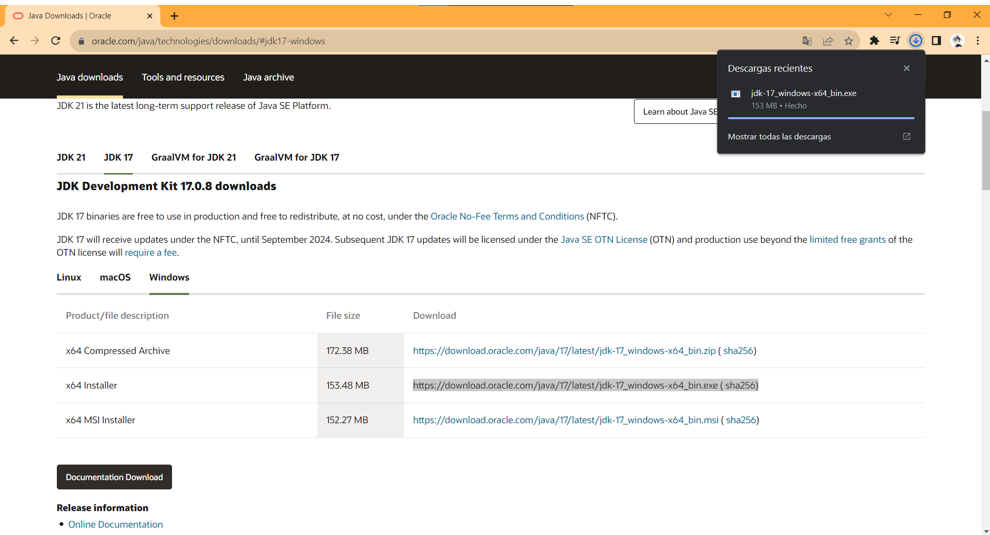 Java Downloads | Oracle
oracle.com/java/technologies/downloads/#jdk17-windows
Java downloads Tools and resources Java archive
Descargas recientes
jdk-17_windows-x64_bin.exe
153 MB • Hecho
Mostrar todas las descargas
JDK 21 is the latest long-term support release of Java SE Platform.
Learn about Java SE
JDK 21 JDK 17 GraalVM for JDK 21 GraalVM for JDK 17
JDK Development Kit 17.0.8 downloads
JDK 17 binaries are free to use in production and free to redistribute, at no cost, under the Oracle No-Fee Terms and Conditions (NFTC).
JDK 17 will receive updates under the NFTC, until September 2024. Subsequent JDK 17 updates will be licensed under the Java SE OTN License (OTN) and production use beyond the limited free grants of the
OTN license will require a fee.
Linux macOS Windows
Product/file description File size Download
x64 Compressed Archive 172.38 MB https://download.oracle.com/java/17/latest/jdk-17_windows-x64_bin.zip ( sha256)
x64 Installer 153.48 MB https://download.oracle.com/java/17/latest/jdk-17_windows-x64_bin.exe ( sha256)
x64 MSI Installer 152.27 MB https://download.oracle.com/java/17/latest/jdk-17_windows-x64_bin.msi ( sha256)
Documentation Download
Release information
• Online Documentation